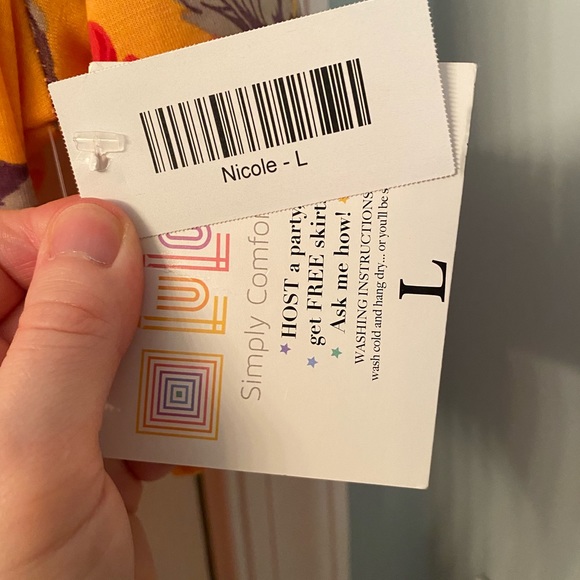 Nicole - L
Simply Comfor
HOST a party,
get FREE skirt
Ask me how!
WASHING INSTRUCTIONS
wash cold and hang dry... or you'll be s
L